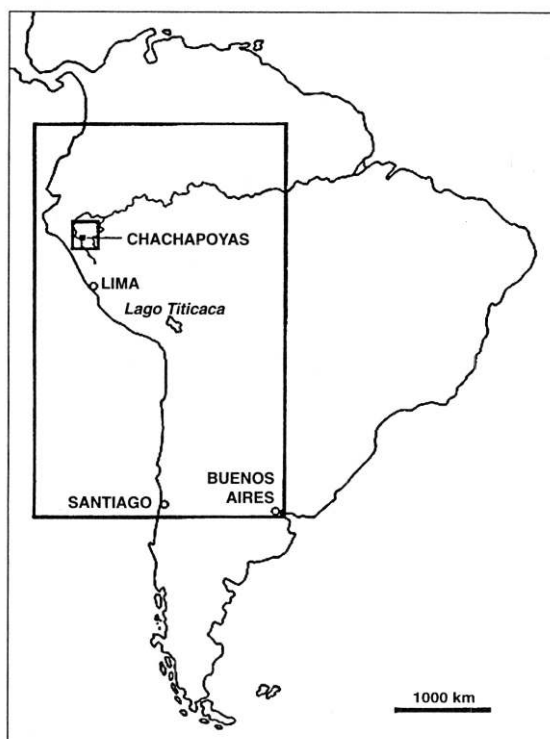 CHACHAPOYAS
LIMA
Lago Titicaca
BUENOS
AIRES
SANTIAGO
1000 km